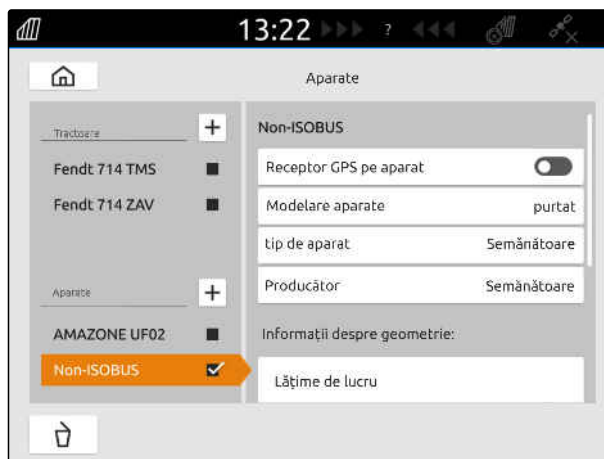 13:22
?
Aparate
Tractoare
Fendt 714 TMS
Fendt 714 ZAV
Aparate
AMAZONE UF02
Non-ISOBUS
Non-ISOBUS
Receptor GPS pe aparat
Modelare aparate purtat
tip de aparat Semănătoare
Producător Semănătoare
Informații despre geometrie:
Lățime de lucru